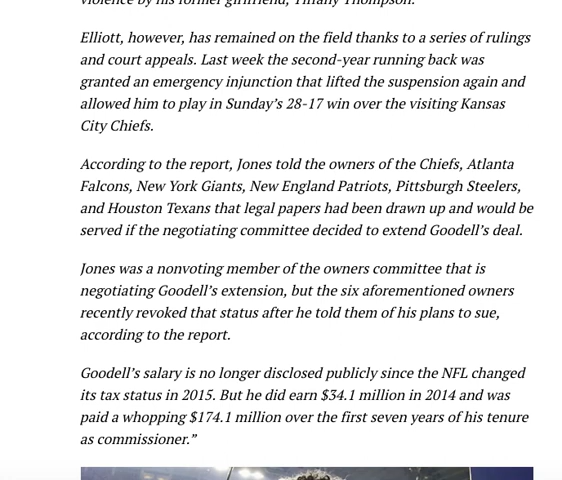 violence by his former girlfriend, Tiffany Thompson.
Elliott, however, has remained on the field thanks to a series of rulings
and court appeals. Last week the second-year running back was
granted an emergency injunction that lifted the suspension again and
allowed him to play in Sunday’s 28-17 win over the visiting Kansas
City Chiefs.
According to the report, Jones told the owners of the Chiefs, Atlanta
Falcons, New York Giants, New England Patriots, Pittsburgh Steelers,
and Houston Texans that legal papers had been drawn up and would be
served if the negotiating committee decided to extend Goodell’s deal.
Jones was a nonvoting member of the owners committee that is
negotiating Goodell’s extension, but the six aforementioned owners
recently revoked that status after he told them of his plans to sue,
according to the report.
Goodell’s salary is no longer disclosed publicly since the NFL changed
its tax status in 2015. But he did earn $34.1 million in 2014 and was
paid a whopping $174.1 million over the first seven years of his tenure
as commissioner.”